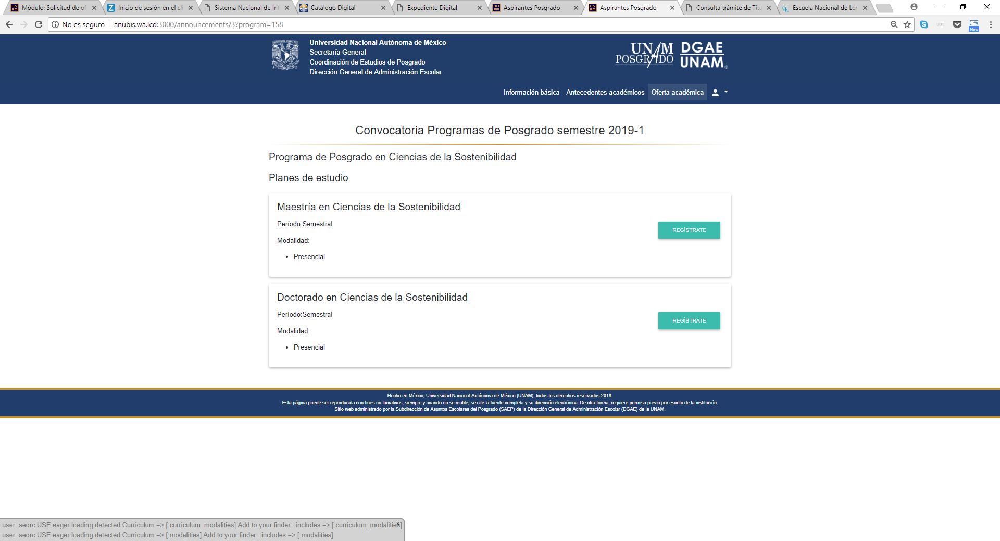 Módulo: Solicitud de of
Inicio de sesión en el cli
Sistema Nacional de Inf
Catálogo Digital
Expediente Digital
Aspirantes Posgrado
Aspirantes Posgrado
Consulta trámite de Titu
Escuela Nacional de Len
No es seguro
anubis.wa.lcd:3000/announcements/3?program=158
New
Universidad Nacional Autónoma de México
Secretaría General
Coordinación de Estudios de Posgrado
Dirección General de Administración Escolar
UNAM
POSGRADO
DGAE
UNAM®
Información básica
Antecedentes académicos
Oferta académica
Convocatoria Programas de Posgrado semestre 2019-1
Programa de Posgrado en Ciencias de la Sostenibilidad
Planes de estudio
Maestría en Ciencias de la Sostenibilidad
Período:Semestral
REGÍSTRATE
Modalidad:
• Presencial
Doctorado en Ciencias de la Sostenibilidad
Período:Semestral
REGÍSTRATE
Modalidad:
• Presencial
Hecho en México, Universidad Nacional Autónoma de México (UNAM), todos los derechos reservados 2018.
Esta página puede ser reproducida con fines no lucrativos, siempre y cuando no se mutile, se cite la fuente completa y su dirección electrónica. De otra forma, requiere permiso previo por escrito de la institución.
Sitio web administrado por la Subdirección de Asuntos Escolares del Posgrado (SAEP) de la Dirección General de Administración Escolar (DGAE) de la UNAM.
user: seorc USE eager loading detected Curriculum => [:curriculum_modalities] Add to your finder: :includes => [:curriculum_modalities]
user: seorc USE eager loading detected Curriculum => [:modalities] Add to your finder: :includes => [:modalities]